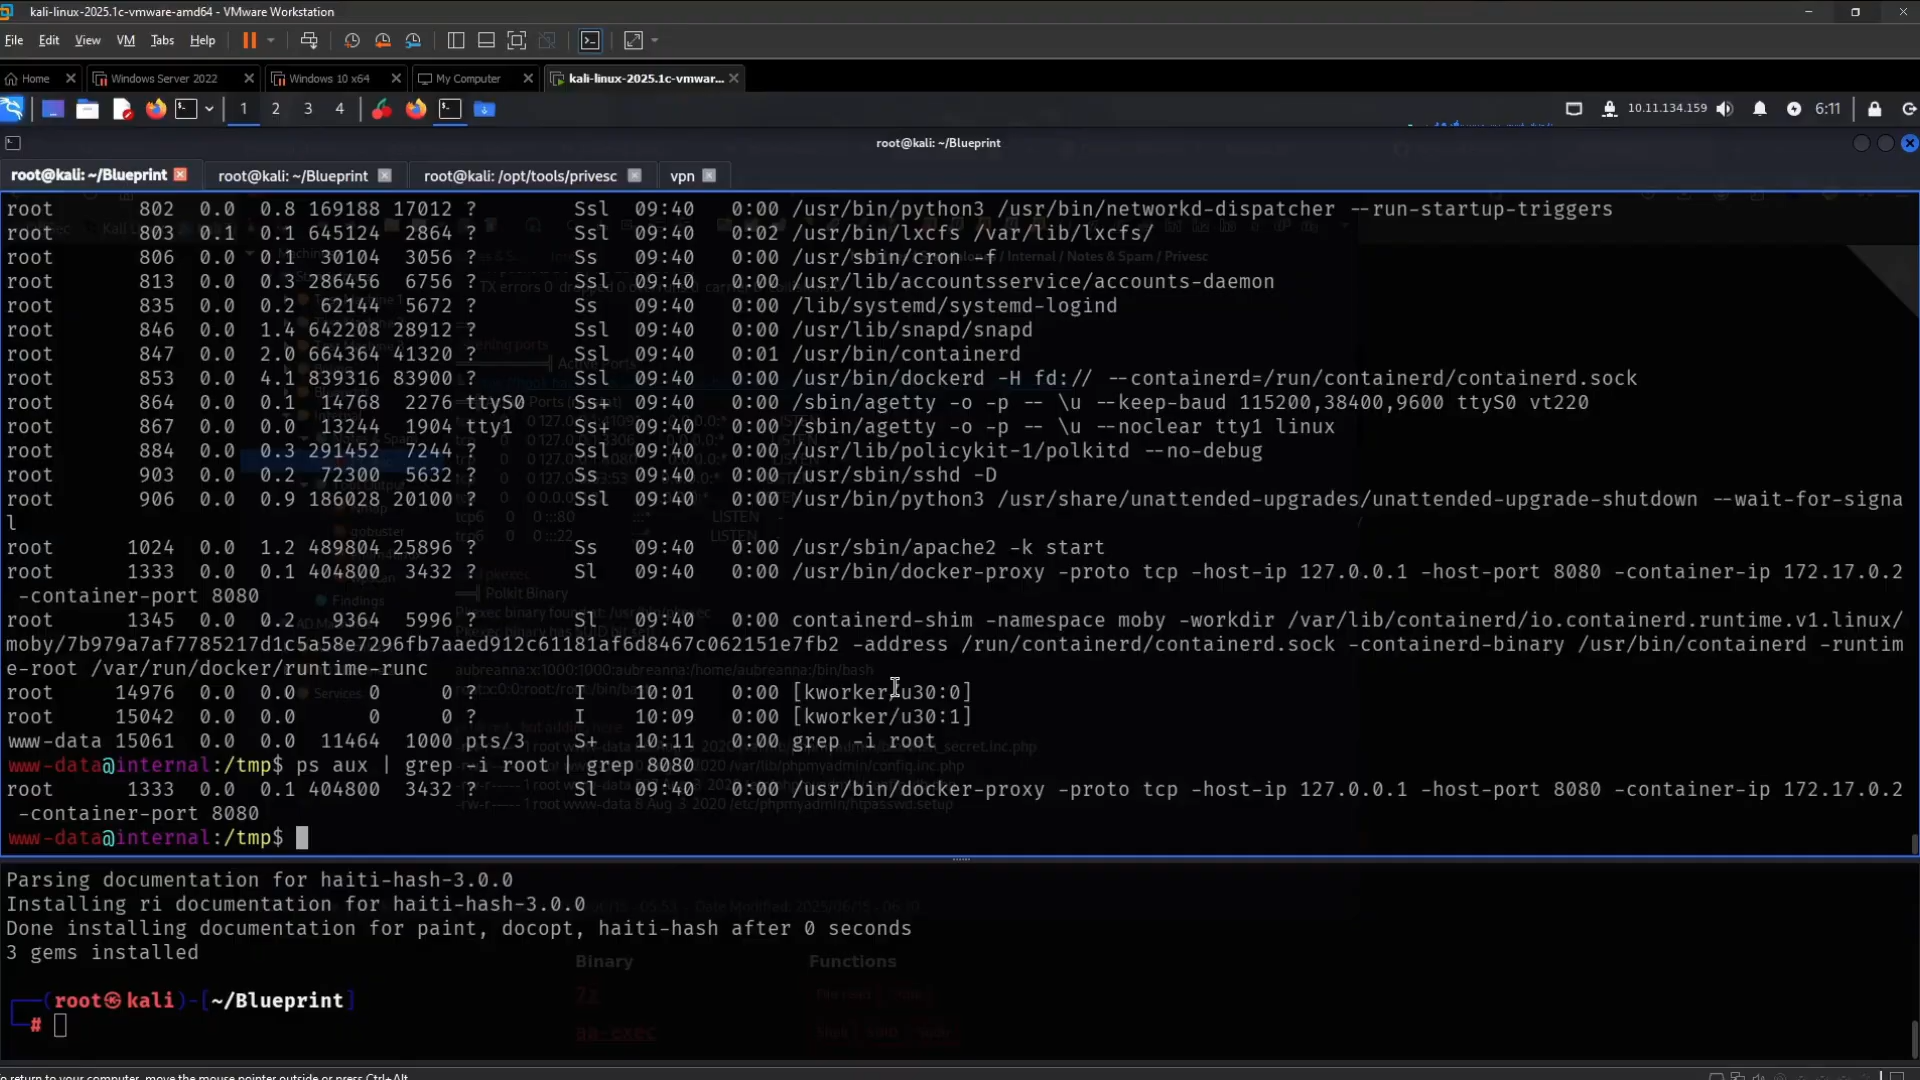 kali-linux-2025.1c-vmware-amd64 - VMware Workstation
File Edit View VM Tabs Help
Home Windows Server 2022 Windows 10 x64 My Computer kali-linux-2025.1c-vmwar...
1 2 3 4 10.11.134.159 6:11
root@kali: ~/Blueprint
root@kali: ~/Blueprint root@kali: ~/Blueprint root@kali: /opt/tools/privesc vpn
root 802 0.0 0.8 169188 17012 ? Ssl 09:40 0:00 /usr/bin/python3 /usr/bin/networkd-dispatcher --run-startup-triggers
root 803 0.1 0.1 645124 2864 ? Ssl 09:40 0:02 /usr/bin/lxcfs /var/lib/lxcfs/
root 806 0.0 0.1 30104 3056 ? Ss 09:40 0:00 /usr/sbin/cron -f
root 813 0.0 0.3 286456 6756 ? Ssl 09:40 0:00 /usr/lib/accountsservice/accounts-daemon
root 835 0.0 0.2 62144 5672 ? Ss 09:40 0:00 /lib/systemd/systemd-logind
root 846 0.0 1.4 642208 28912 ? Ssl 09:40 0:00 /usr/lib/snapd/snapd
root 847 0.0 2.0 664364 41320 ? Ssl 09:40 0:01 /usr/bin/containerd
root 853 0.0 4.1 839316 83900 ? Ssl 09:40 0:00 /usr/bin/dockerd -H fd:// --containerd=/run/containerd/containerd.sock
root 864 0.0 0.1 14768 2276 ttyS0 Ss+ 09:40 0:00 /sbin/agetty -o -p -- \u --keep-baud 115200,38400,9600 ttyS0 vt220
root 867 0.0 0.0 13244 1904 tty1 Ss+ 09:40 0:00 /sbin/agetty -o -p -- \u --noclear tty1 linux
root 884 0.0 0.3 291452 7244 ? Ssl 09:40 0:00 /usr/lib/policykit-1/polkitd --no-debug
root 903 0.0 0.2 72300 5632 ? Ss 09:40 0:00 /usr/sbin/sshd -D
root 906 0.0 0.9 186028 20100 ? Ssl 09:40 0:00 /usr/bin/python3 /usr/share/unattended-upgrades/unattended-upgrade-shutdown --wait-for-signa
l
root 1024 0.0 1.2 489804 25896 ? Ss 09:40 0:00 /usr/sbin/apache2 -k start
root 1333 0.0 0.1 404800 3432 ? Sl 09:40 0:00 /usr/bin/docker-proxy -proto tcp -host-ip 127.0.0.1 -host-port 8080 -container-ip 172.17.0.2
-container-port 8080
root 1345 0.0 0.2 9364 5996 ? Sl 09:40 0:00 containerd-shim -namespace moby -workdir /var/lib/containerd/io.containerd.runtime.v1.linux/
moby/7b979a7af7785217d1c5a58e7296fb7aaed912c61181af6d8467c062151e7fb2 -address /run/containerd/containerd.sock -containerd-binary /usr/bin/containerd -runtim
e-root /var/run/docker/runtime-runc
root 14976 0.0 0.0 0 0 ? I 10:01 0:00 [kworker/u30:0]
root 15042 0.0 0.0 0 0 ? I 10:09 0:00 [kworker/u30:1]
www-data 15061 0.0 0.0 11464 1000 pts/3 S+ 10:11 0:00 grep -i root
www-data@internal:/tmp$ ps aux | grep -i root | grep 8080
root 1333 0.0 0.1 404800 3432 ? Sl 09:40 0:00 /usr/bin/docker-proxy -proto tcp -host-ip 127.0.0.1 -host-port 8080 -container-ip 172.17.0.2
-container-port 8080
www-data@internal:/tmp$
Parsing documentation for haiti-hash-3.0.0
Installing ri documentation for haiti-hash-3.0.0
Done installing documentation for paint, docopt, haiti-hash after 0 seconds
3 gems installed
Binary Functions
(root㉿kali)-[~/Blueprint]
#
aa-exec